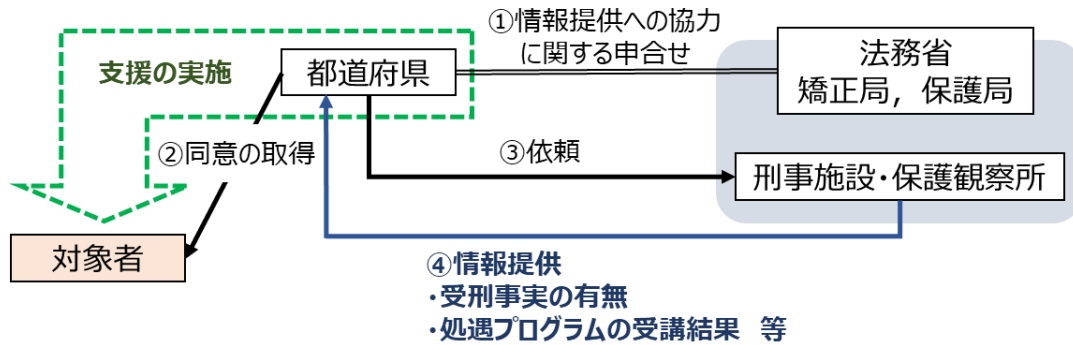 ①情報提供への協力
に関する申合せ
支援の実施
都道府県
法務省
矯正局，保護局
②同意の取得
③依頼
刑事施設・保護観察所
対象者
④情報提供
・受刑事実の有無
・処遇プログラムの受講結果　等